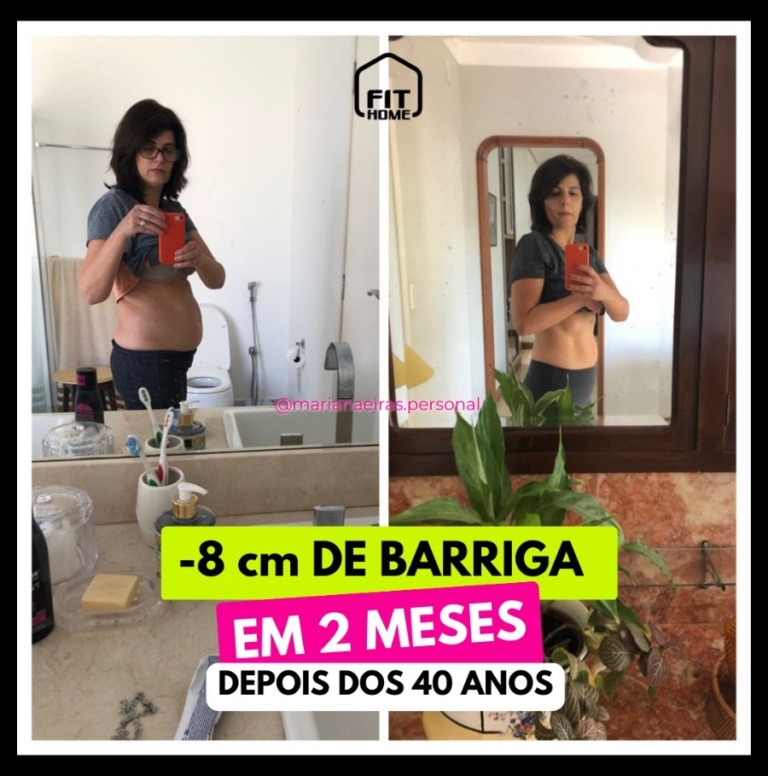 FIT
HOME
@marianaeiras.personal
-8 cm DE BARRIGA
EM 2 MESES
DEPOIS DOS 40 ANOS